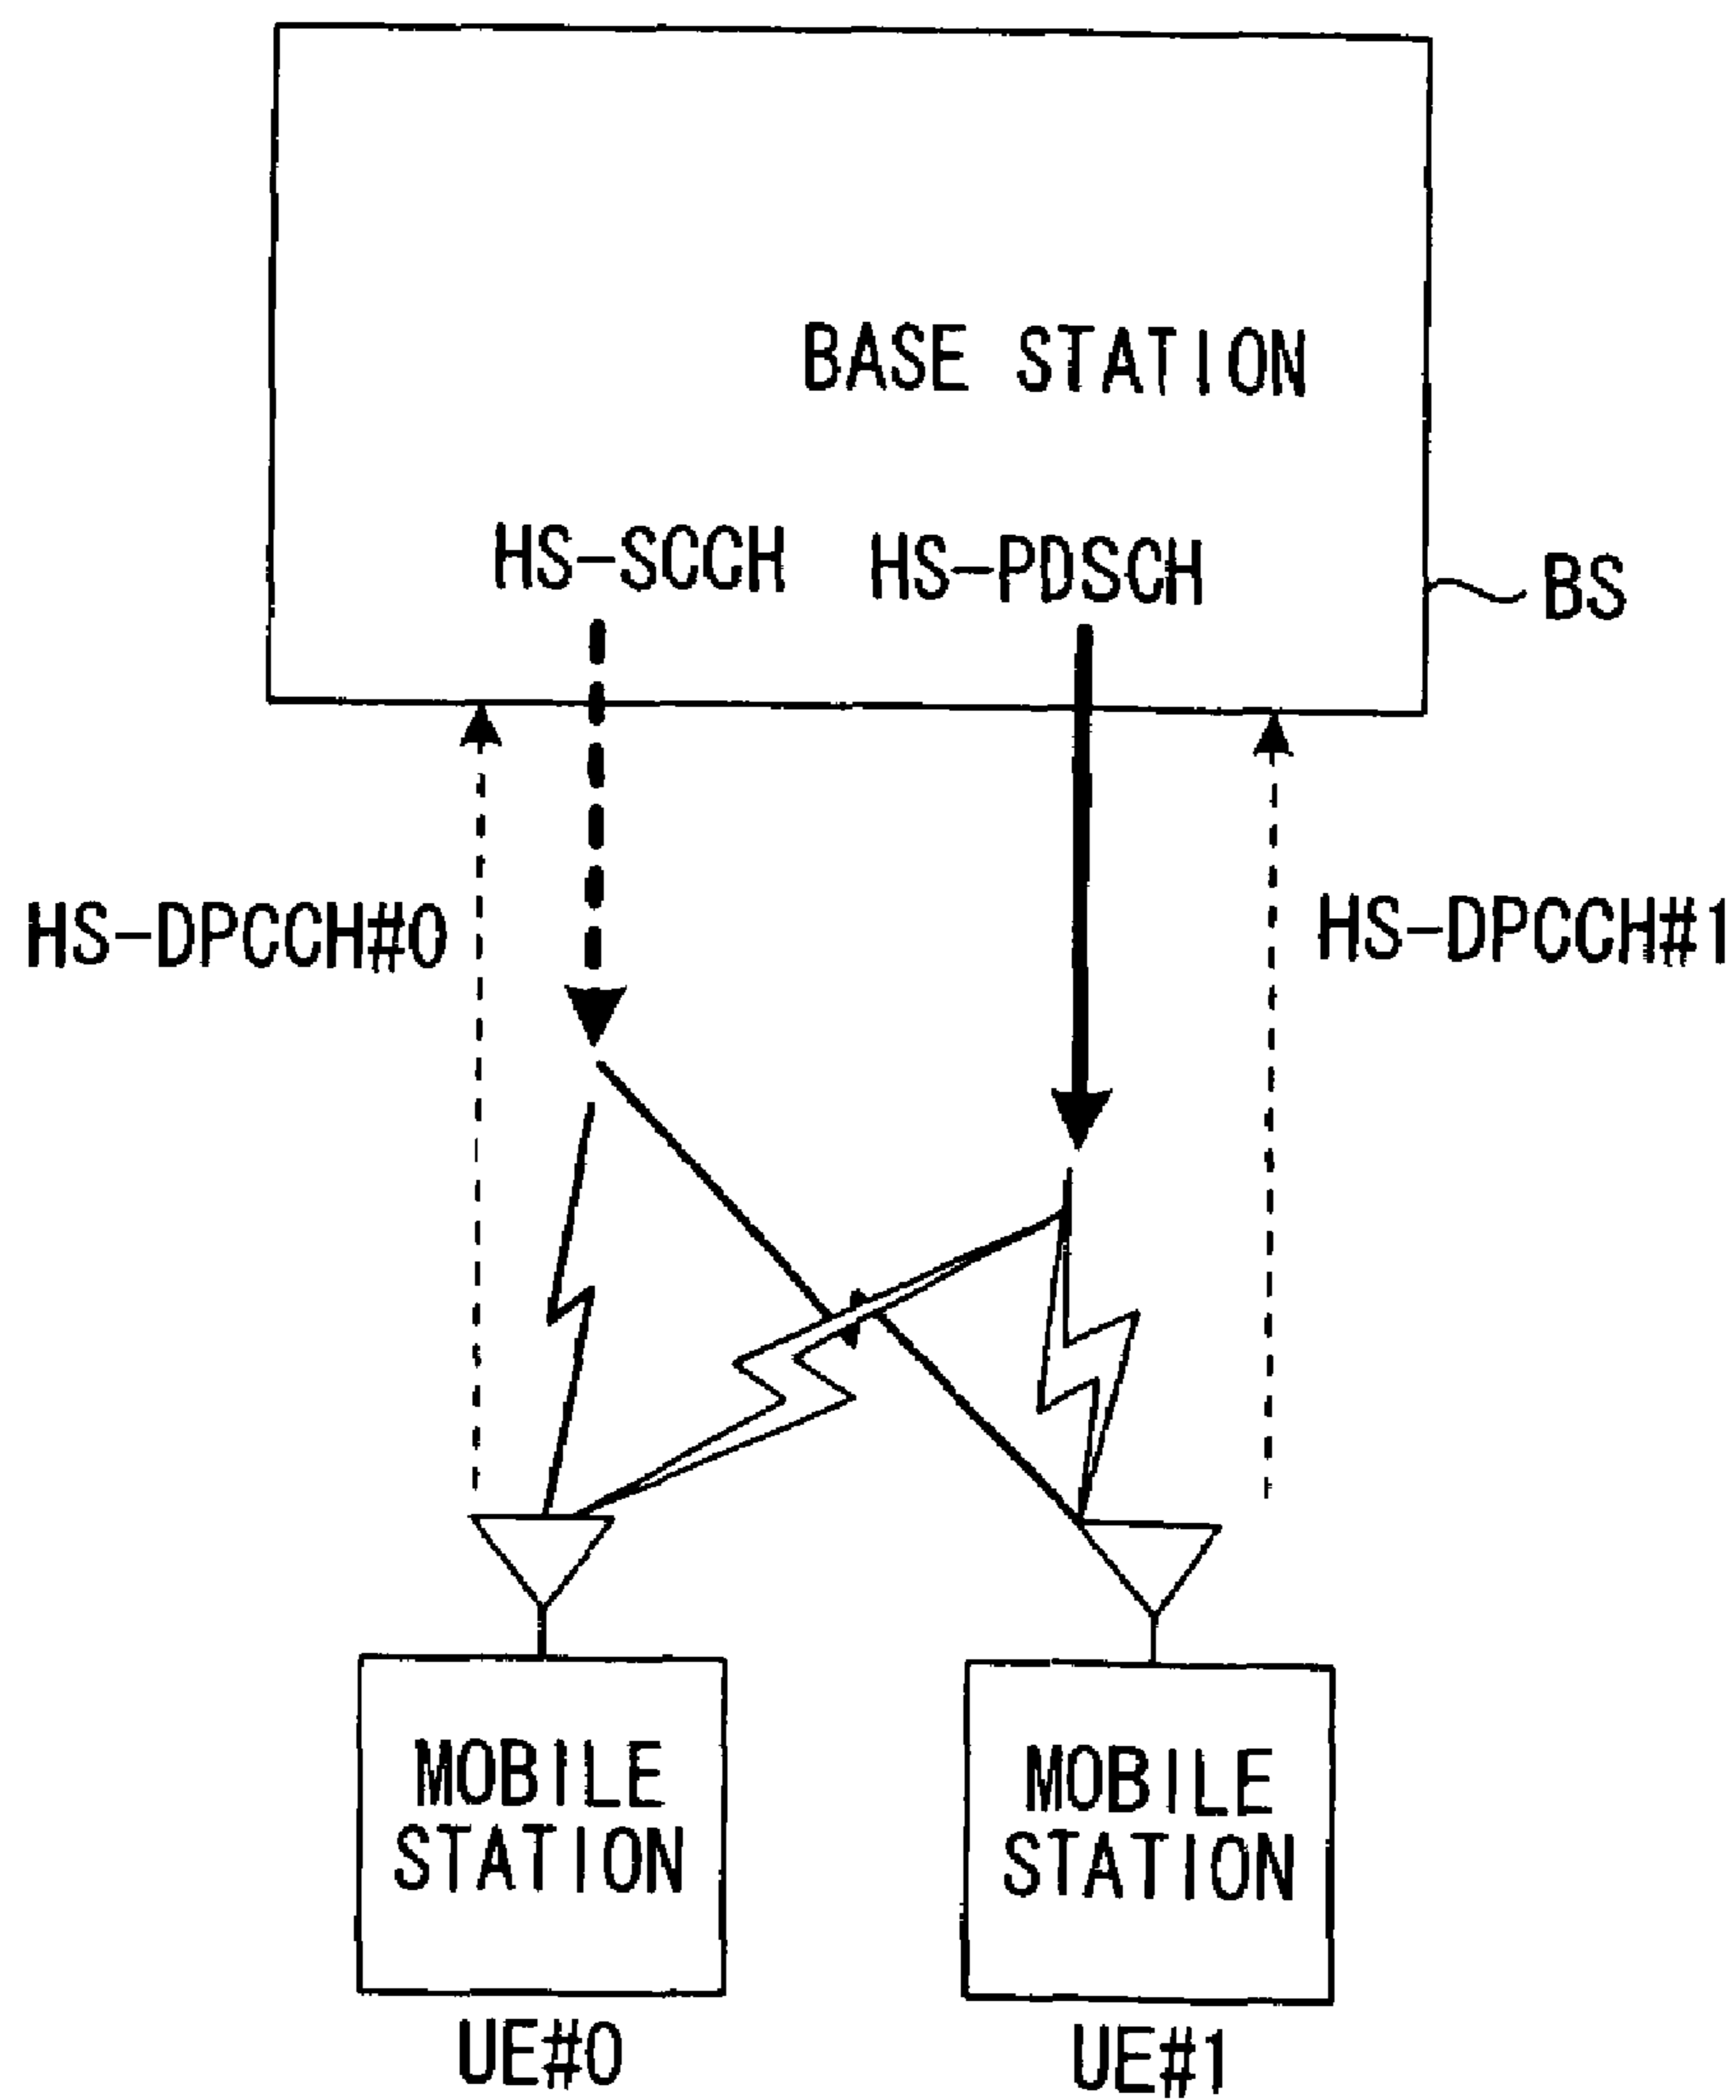 BASE STATION
HS-SCCH
HS-PDSCH
BS
HS-DPCCH#0
HS-DPCCH#1
MOBILE
STATION
MOBILE
STATION
UE#0
UE#1